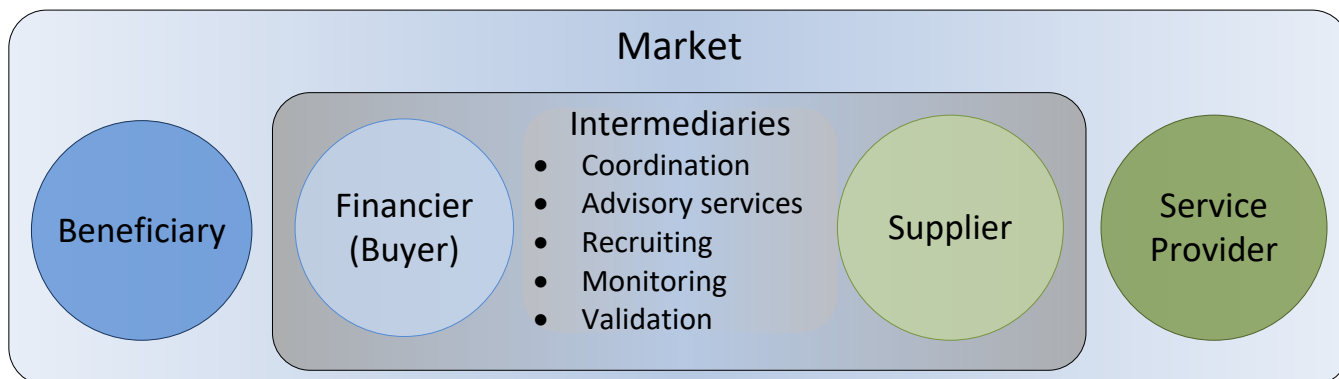 Market
Beneficiary
Financier
(Buyer)
Intermediaries
• Coordination
• Advisory services
• Recruiting
• Monitoring
• Validation
Supplier
Service
Provider